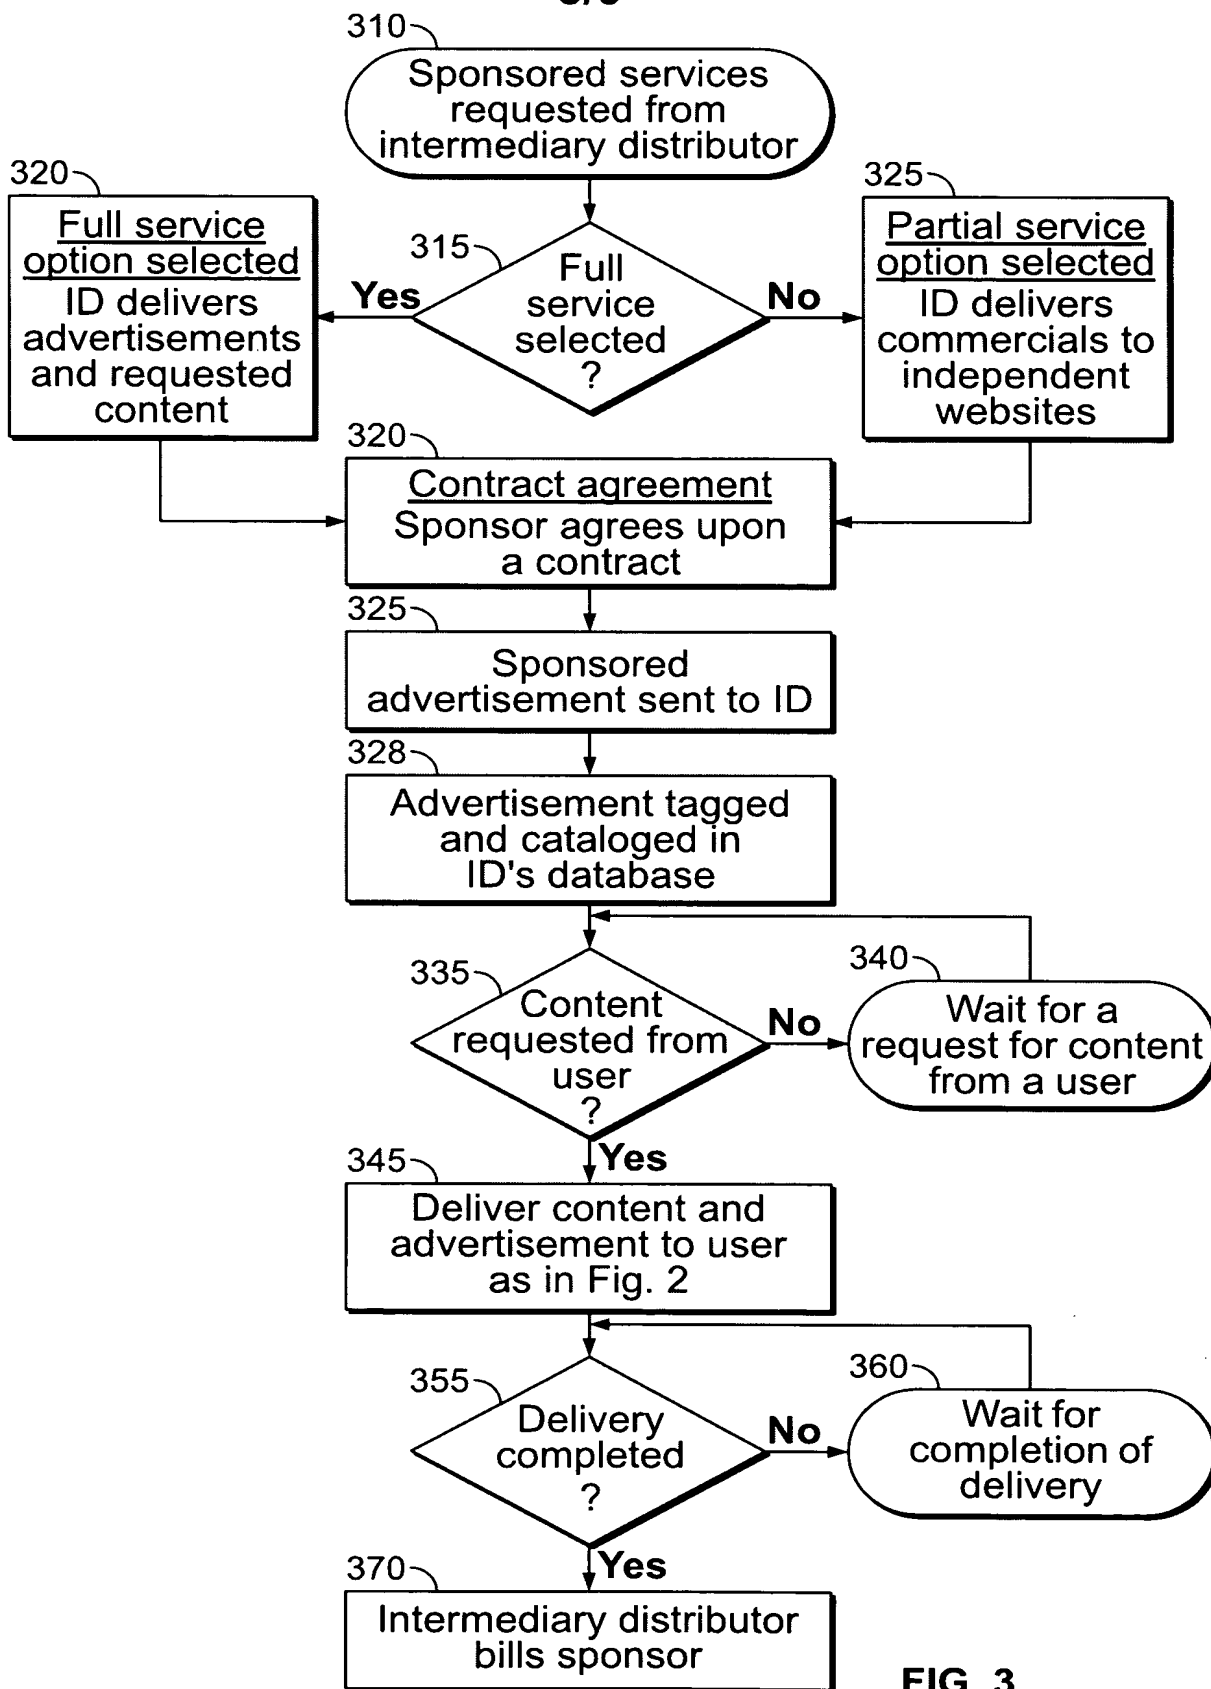 310
Sponsored services
requested from
intermediary distributor
320
Full service
option selected
ID delivers
advertisements
and requested
content
315
Full
service
selected
?
Yes
No
325
Partial service
option selected
ID delivers
commercials to
independent
websites
320
Contract agreement
Sponsor agrees upon
a contract
325
Sponsored
advertisement sent to ID
328
Advertisement tagged
and cataloged in
ID's database
335
Content
requested from
user
?
No
340
Wait for a
request for content
from a user
Yes
345
Deliver content and
advertisement to user
as in Fig. 2
355
Delivery
completed
?
No
360
Wait for
completion of
delivery
Yes
370
Intermediary distributor
bills sponsor
FIG. 3